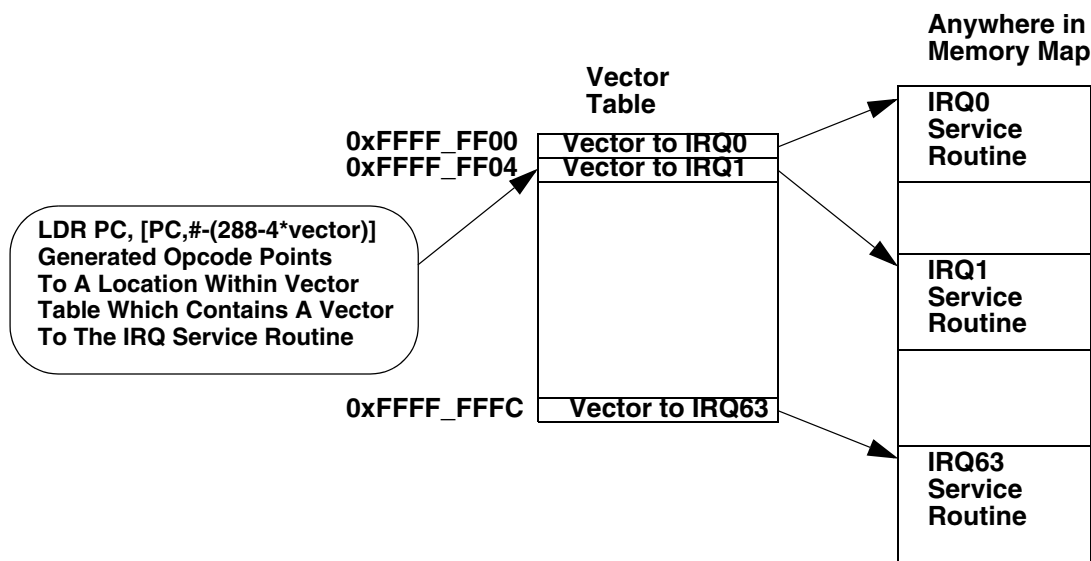 Anywhere in
Memory Map
Vector
Table
0xFFFF_FF00
Vector to IRQ0
0xFFFF_FF04
Vector to IRQ1
IRQ0
Service
Routine
LDR PC, [PC,#-(288-4*vector)]
Generated Opcode Points
To A Location Within Vector
Table Which Contains A Vector
To The IRQ Service Routine
IRQ1
Service
Routine
0xFFFF_FFFC
Vector to IRQ63
IRQ63
Service
Routine